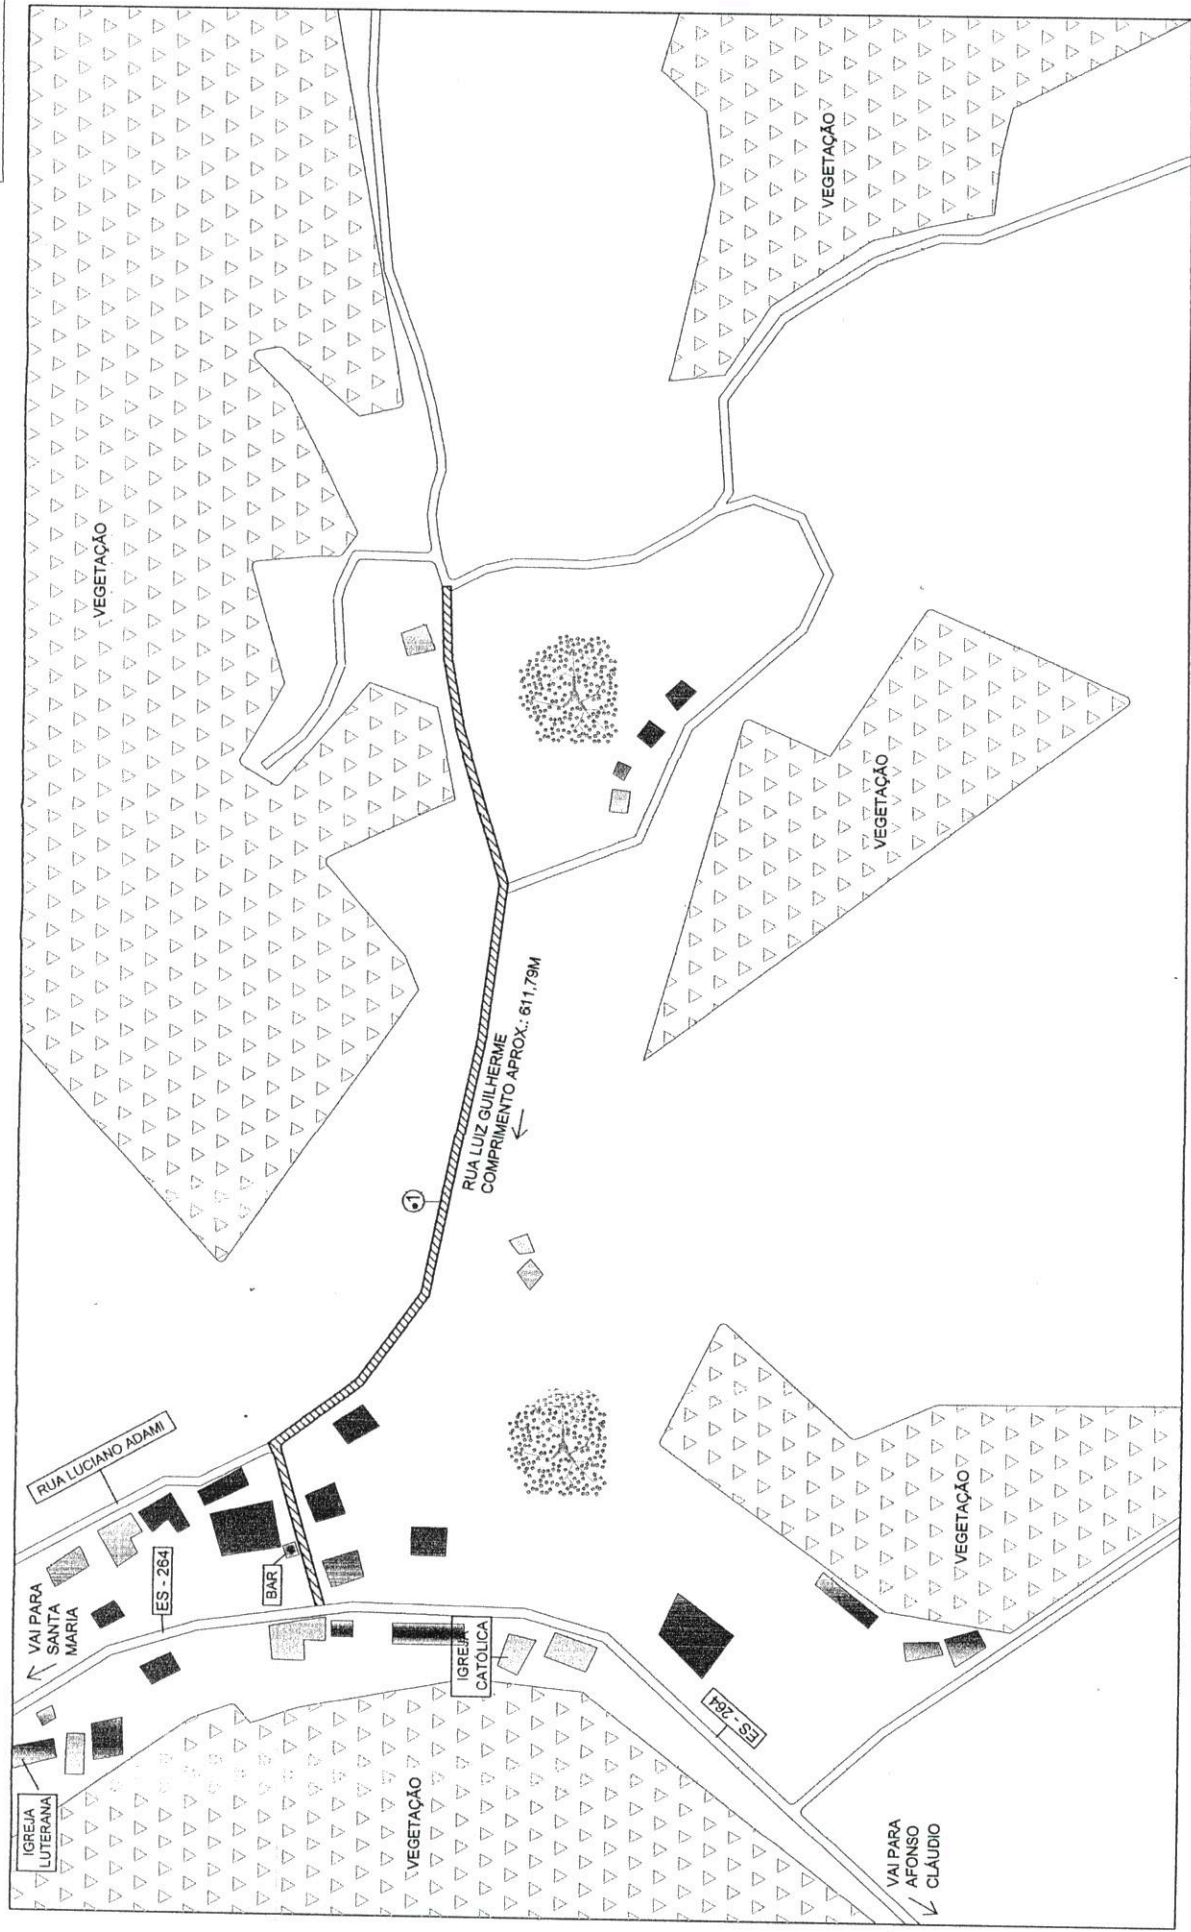 IGREJA
LUTERANA
VAI PARA
SANTA
MARIA
ES - 264
RUA LUCIANO ADAMI
BAR
IGREJA
CATÓLICA
ES - 264
VAI PARA
AFONSO
CLÁUDIO
VEGETAÇÃO
VEGETAÇÃO
1
RUA LUIZ GUILHERME
COMPRIMENTO APROX.: 611,79M
VEGETAÇÃO
VEGETAÇÃO
VEGETAÇÃO